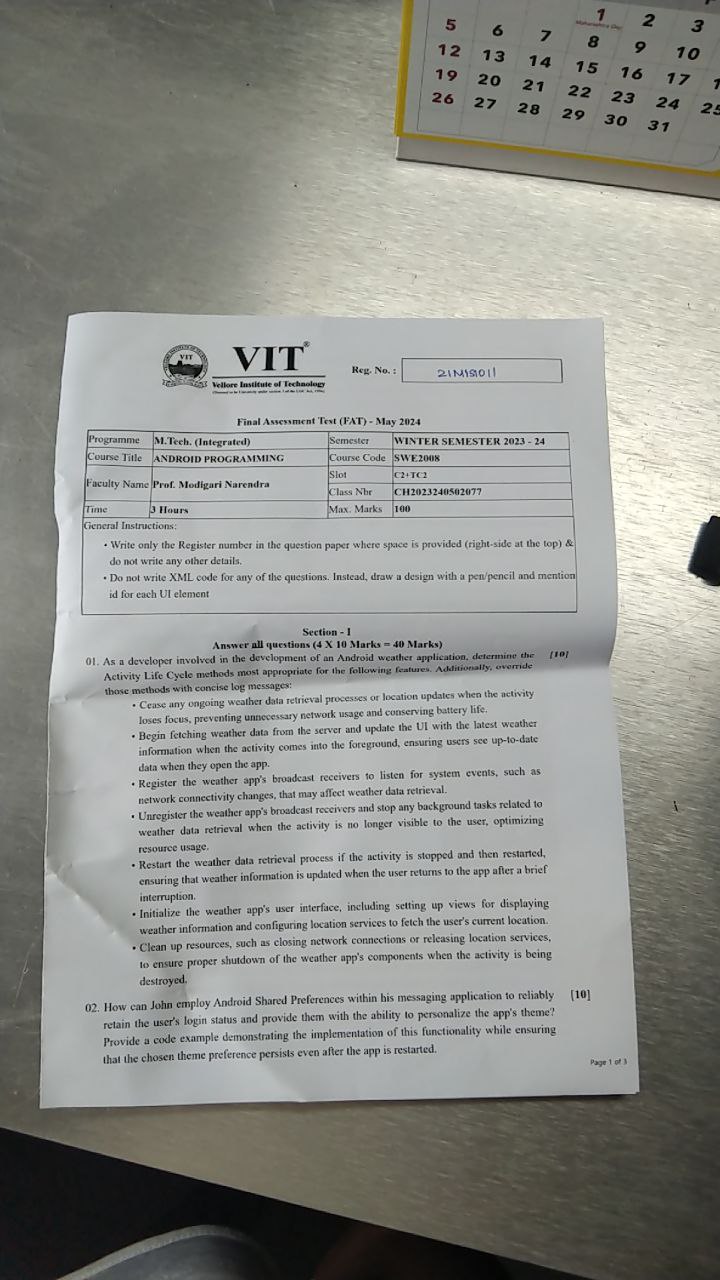 1 2 3
Maharashtra Day
5 6 7 8 9 10
12 13 14 15 16 17 1
19 20 21 22 23 24 25
26 27 28 29 30 31
VIT®
VIT
Vellore Institute of Technology
Reg. No. :
21MIS1011
Final Assessment Test (FAT) - May 2024
Programme M.Tech. (Integrated) Semester WINTER SEMESTER 2023 - 24
Course Title ANDROID PROGRAMMING Course Code SWE2008
Faculty Name Prof. Modigari Narendra Slot C2+TC2
Class Nbr CH2023240502077
Time 3 Hours Max. Marks 100
General Instructions:
• Write only the Register number in the question paper where space is provided (right-side at the top) &
do not write any other details.
• Do not write XML code for any of the questions. Instead, draw a design with a pen/pencil and mention
id for each UI element
Section - I
Answer all questions (4 X 10 Marks = 40 Marks)
01. As a developer involved in the development of an Android weather application, determine the [10]
Activity Life Cycle methods most appropriate for the following features. Additionally, override
those methods with concise log messages:
• Cease any ongoing weather data retrieval processes or location updates when the activity
loses focus, preventing unnecessary network usage and conserving battery life.
• Begin fetching weather data from the server and update the UI with the latest weather
information when the activity comes into the foreground, ensuring users see up-to-date
data when they open the app.
• Register the weather app's broadcast receivers to listen for system events, such as
network connectivity changes, that may affect weather data retrieval.
• Unregister the weather app's broadcast receivers and stop any background tasks related to
weather data retrieval when the activity is no longer visible to the user, optimizing
resource usage.
• Restart the weather data retrieval process if the activity is stopped and then restarted,
ensuring that weather information is updated when the user returns to the app after a brief
interruption.
• Initialize the weather app's user interface, including setting up views for displaying
weather information and configuring location services to fetch the user's current location.
• Clean up resources, such as closing network connections or releasing location services,
to ensure proper shutdown of the weather app's components when the activity is being
destroyed.
02. How can John employ Android Shared Preferences within his messaging application to reliably [10]
retain the user's login status and provide them with the ability to personalize the app's theme?
Provide a code example demonstrating the implementation of this functionality while ensuring
that the chosen theme preference persists even after the app is restarted.
Page 1 of 3